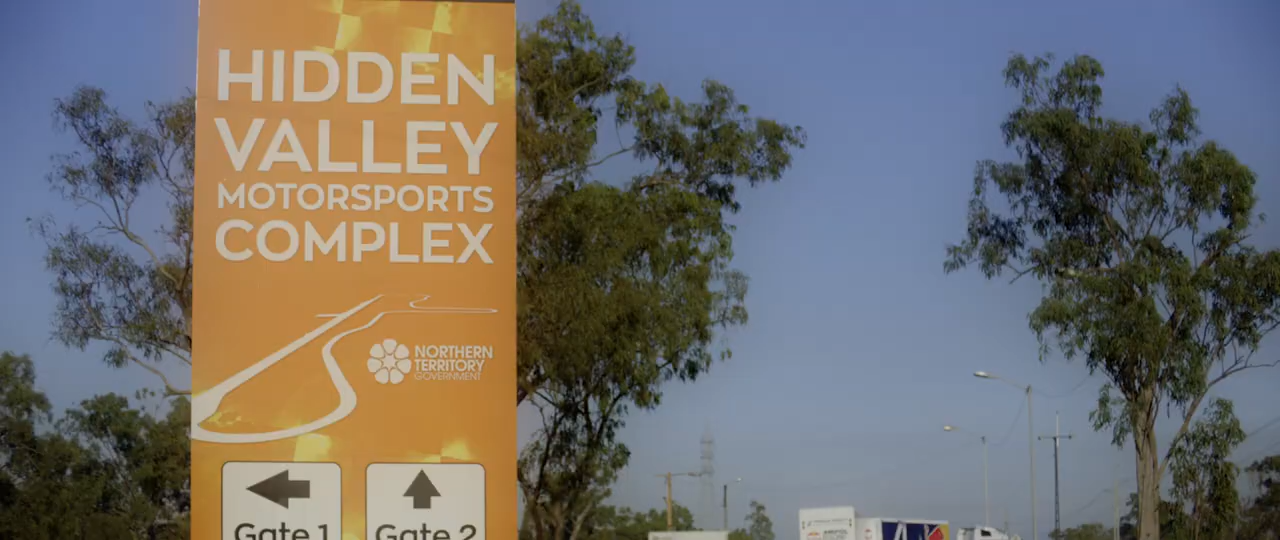 HIDDEN
VALLEY
MOTORSPORTS
COMPLEX
NORTHERN
TERRITORY
GOVERNMENT
Gate 1
Gate 2